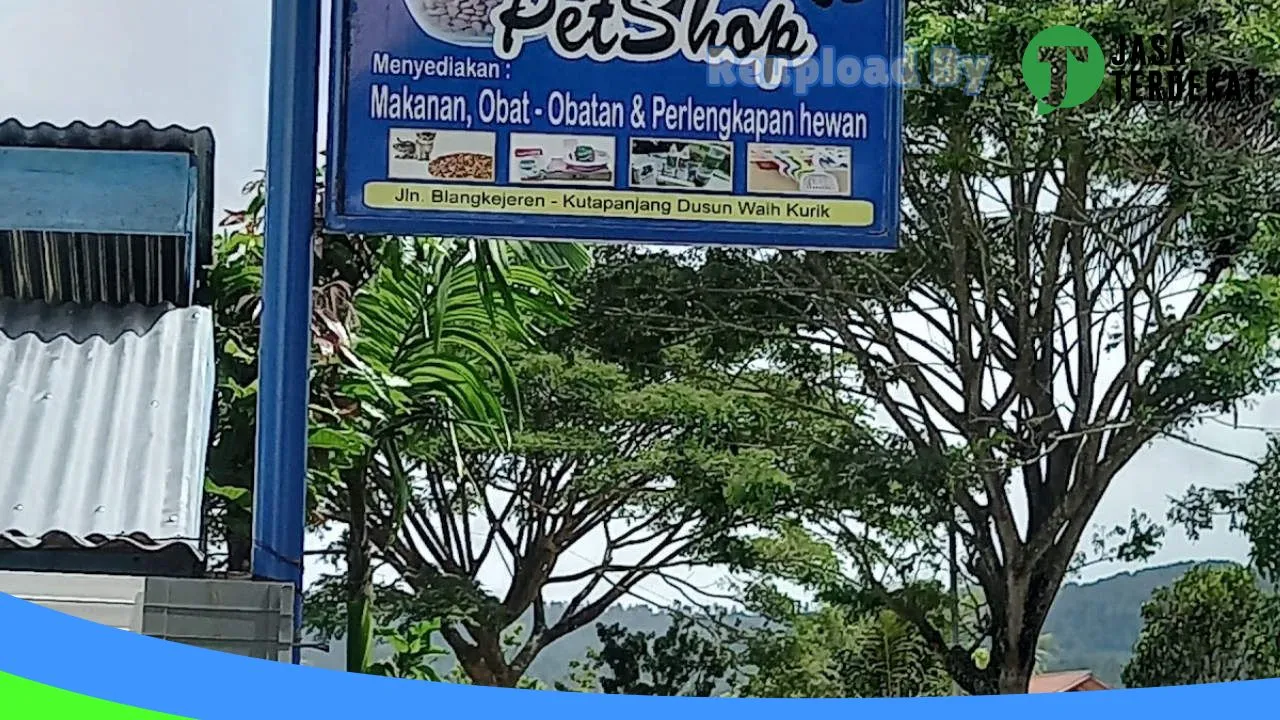 PetShop
Menyediakan :
Makanan, Obat - Obatan & Perlengkapan hewan
Jln. Blangkejeren - Kutapanjang Dusun Waih Kurik
Reupload By
JASA
TERDEKAT